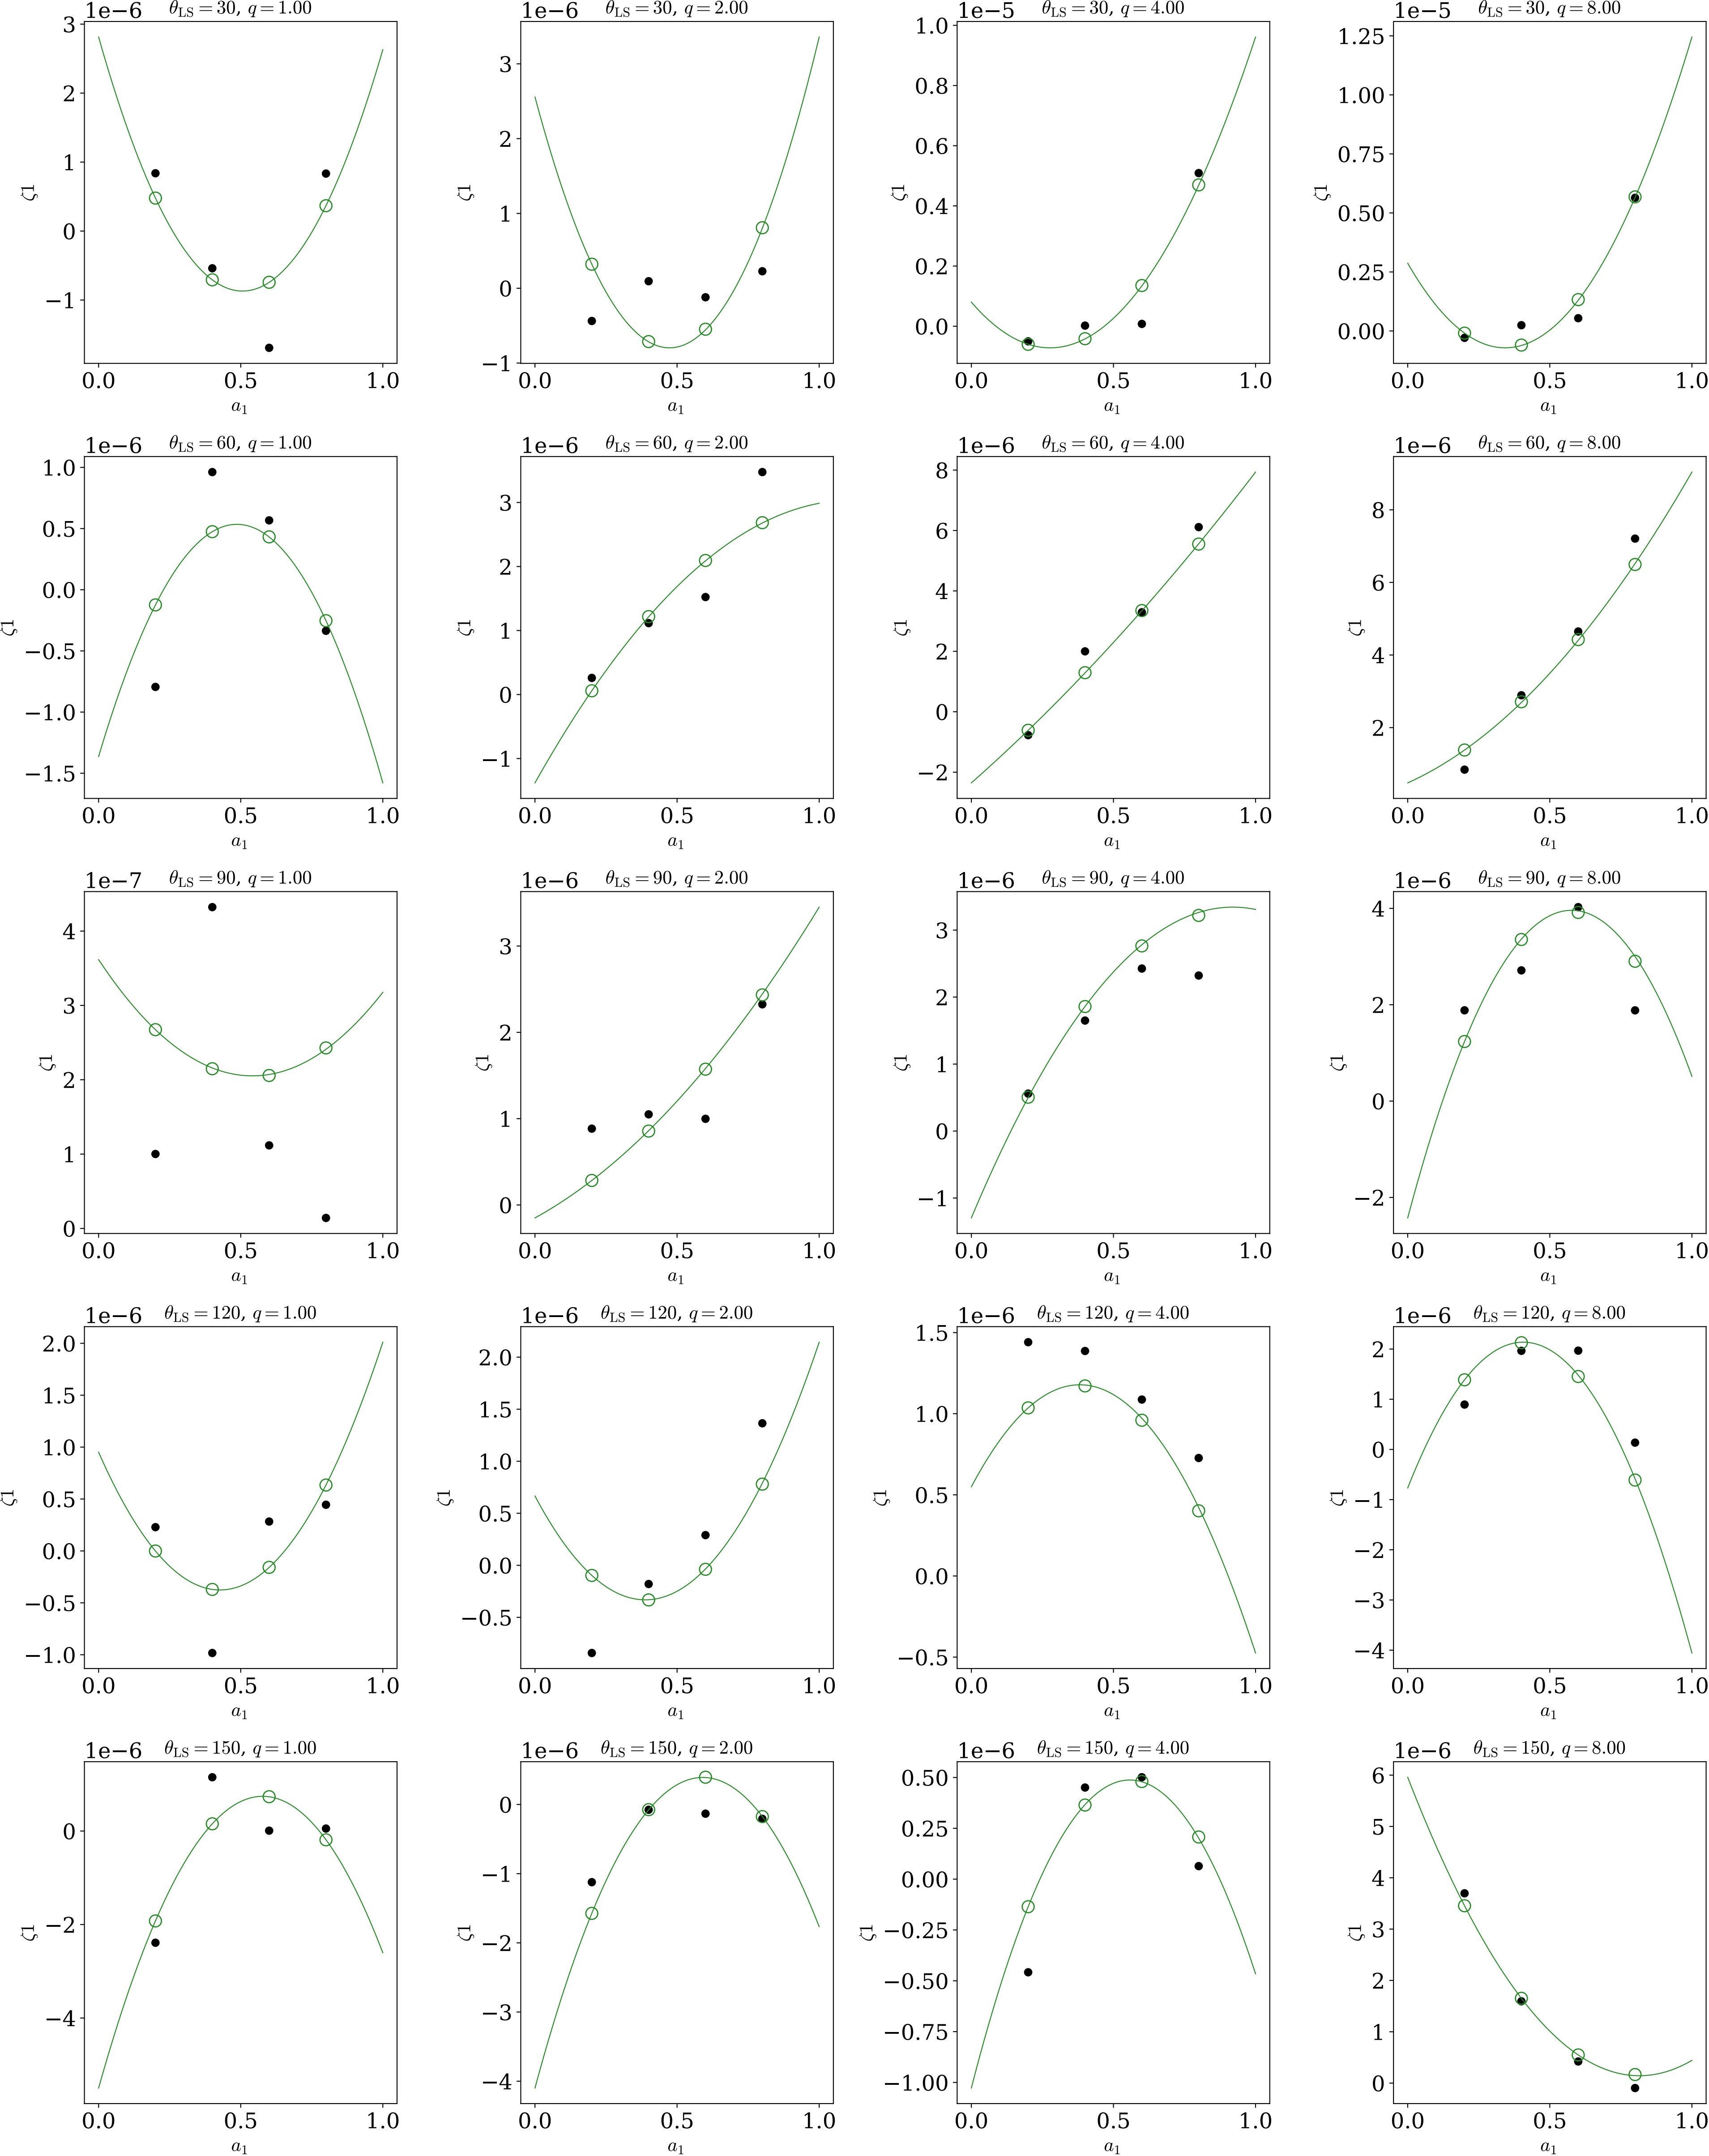 1e−6 θLS = 30, q = 1.00
3
2
1
0
−1
ζ1
0.0 0.5 1.0
a1
1e−6 θLS = 30, q = 2.00
3
2
1
0
−1
ζ1
0.0 0.5 1.0
a1
1e−5 θLS = 30, q = 4.00
1.0
0.8
0.6
0.4
0.2
0.0
ζ1
0.0 0.5 1.0
a1
1e−5 θLS = 30, q = 8.00
1.25
1.00
0.75
0.50
0.25
0.00
ζ1
0.0 0.5 1.0
a1
1e−6 θLS = 60, q = 1.00
1.0
0.5
0.0
−0.5
−1.0
−1.5
ζ1
0.0 0.5 1.0
a1
1e−6 θLS = 60, q = 2.00
3
2
1
0
−1
ζ1
0.0 0.5 1.0
a1
1e−6 θLS = 60, q = 4.00
8
6
4
2
0
−2
ζ1
0.0 0.5 1.0
a1
1e−6 θLS = 60, q = 8.00
8
6
4
2
ζ1
0.0 0.5 1.0
a1
1e−7 θLS = 90, q = 1.00
4
3
2
1
0
ζ1
0.0 0.5 1.0
a1
1e−6 θLS = 90, q = 2.00
3
2
1
0
ζ1
0.0 0.5 1.0
a1
1e−6 θLS = 90, q = 4.00
3
2
1
0
−1
ζ1
0.0 0.5 1.0
a1
1e−6 θLS = 90, q = 8.00
4
2
0
−2
ζ1
0.0 0.5 1.0
a1
1e−6 θLS = 120, q = 1.00
2.0
1.5
1.0
0.5
0.0
−0.5
−1.0
ζ1
0.0 0.5 1.0
a1
1e−6 θLS = 120, q = 2.00
2.0
1.5
1.0
0.5
0.0
−0.5
ζ1
0.0 0.5 1.0
a1
1e−6 θLS = 120, q = 4.00
1.5
1.0
0.5
0.0
−0.5
ζ1
0.0 0.5 1.0
a1
1e−6 θLS = 120, q = 8.00
2
1
0
−1
−2
−3
−4
ζ1
0.0 0.5 1.0
a1
1e−6 θLS = 150, q = 1.00
0
−2
−4
ζ1
0.0 0.5 1.0
a1
1e−6 θLS = 150, q = 2.00
0
−1
−2
−3
−4
ζ1
0.0 0.5 1.0
a1
1e−6 θLS = 150, q = 4.00
0.50
0.25
0.00
−0.25
−0.50
−0.75
−1.00
ζ1
0.0 0.5 1.0
a1
1e−6 θLS = 150, q = 8.00
6
5
4
3
2
1
0
ζ1
0.0 0.5 1.0
a1